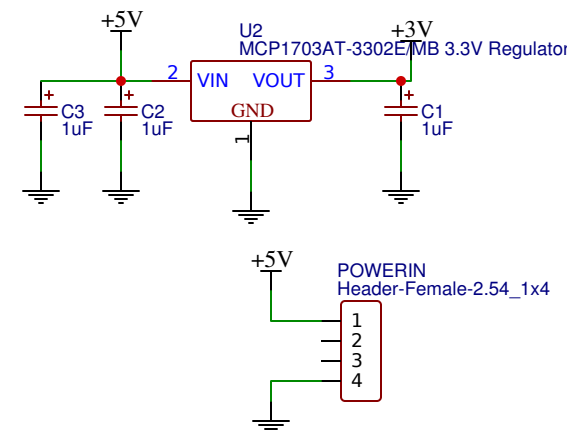 +5V
+3V
U2
MCP1703AT-3302E/MB 3.3V Regulator
2
VIN
VOUT
3
GND
1
+
C3
1uF
+
C2
1uF
+
C1
1uF
+5V
POWERIN
Header-Female-2.54_1x4
1
2
3
4